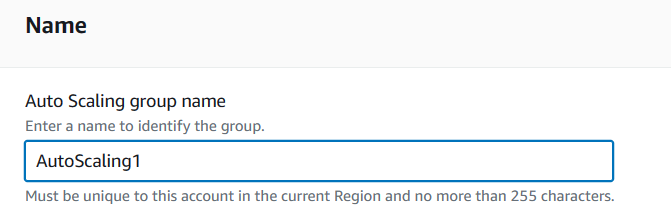 Name
Auto Scaling group name
Enter a name to identify the group.
AutoScaling1
Must be unique to this account in the current Region and no more than 255 characters.